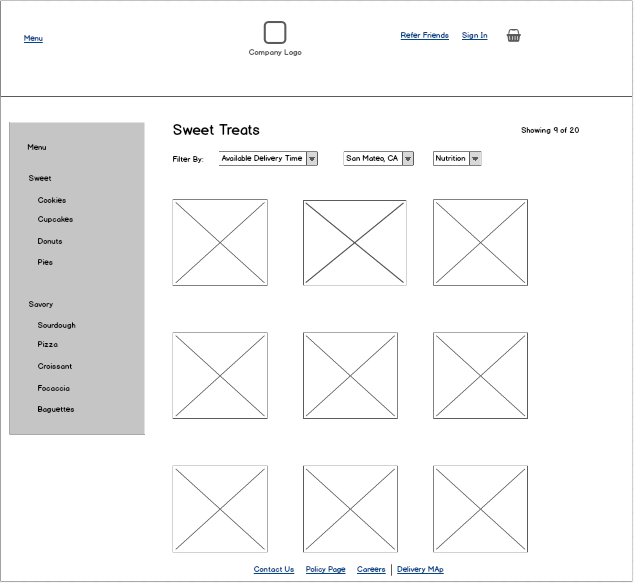 Menu
Company Logo
Refer Friends
Sign In
Menu
Sweet
Cookies
Cupcakes
Donuts
Pies
Savory
Sourdough
Pizza
Croissant
Focaccia
Baguettes
Sweet Treats
Showing 9 of 20
Filter By:
Available Delivery Time
San Mateo, CA
Nutrition
Contact Us
Policy Page
Careers
Delivery MAp